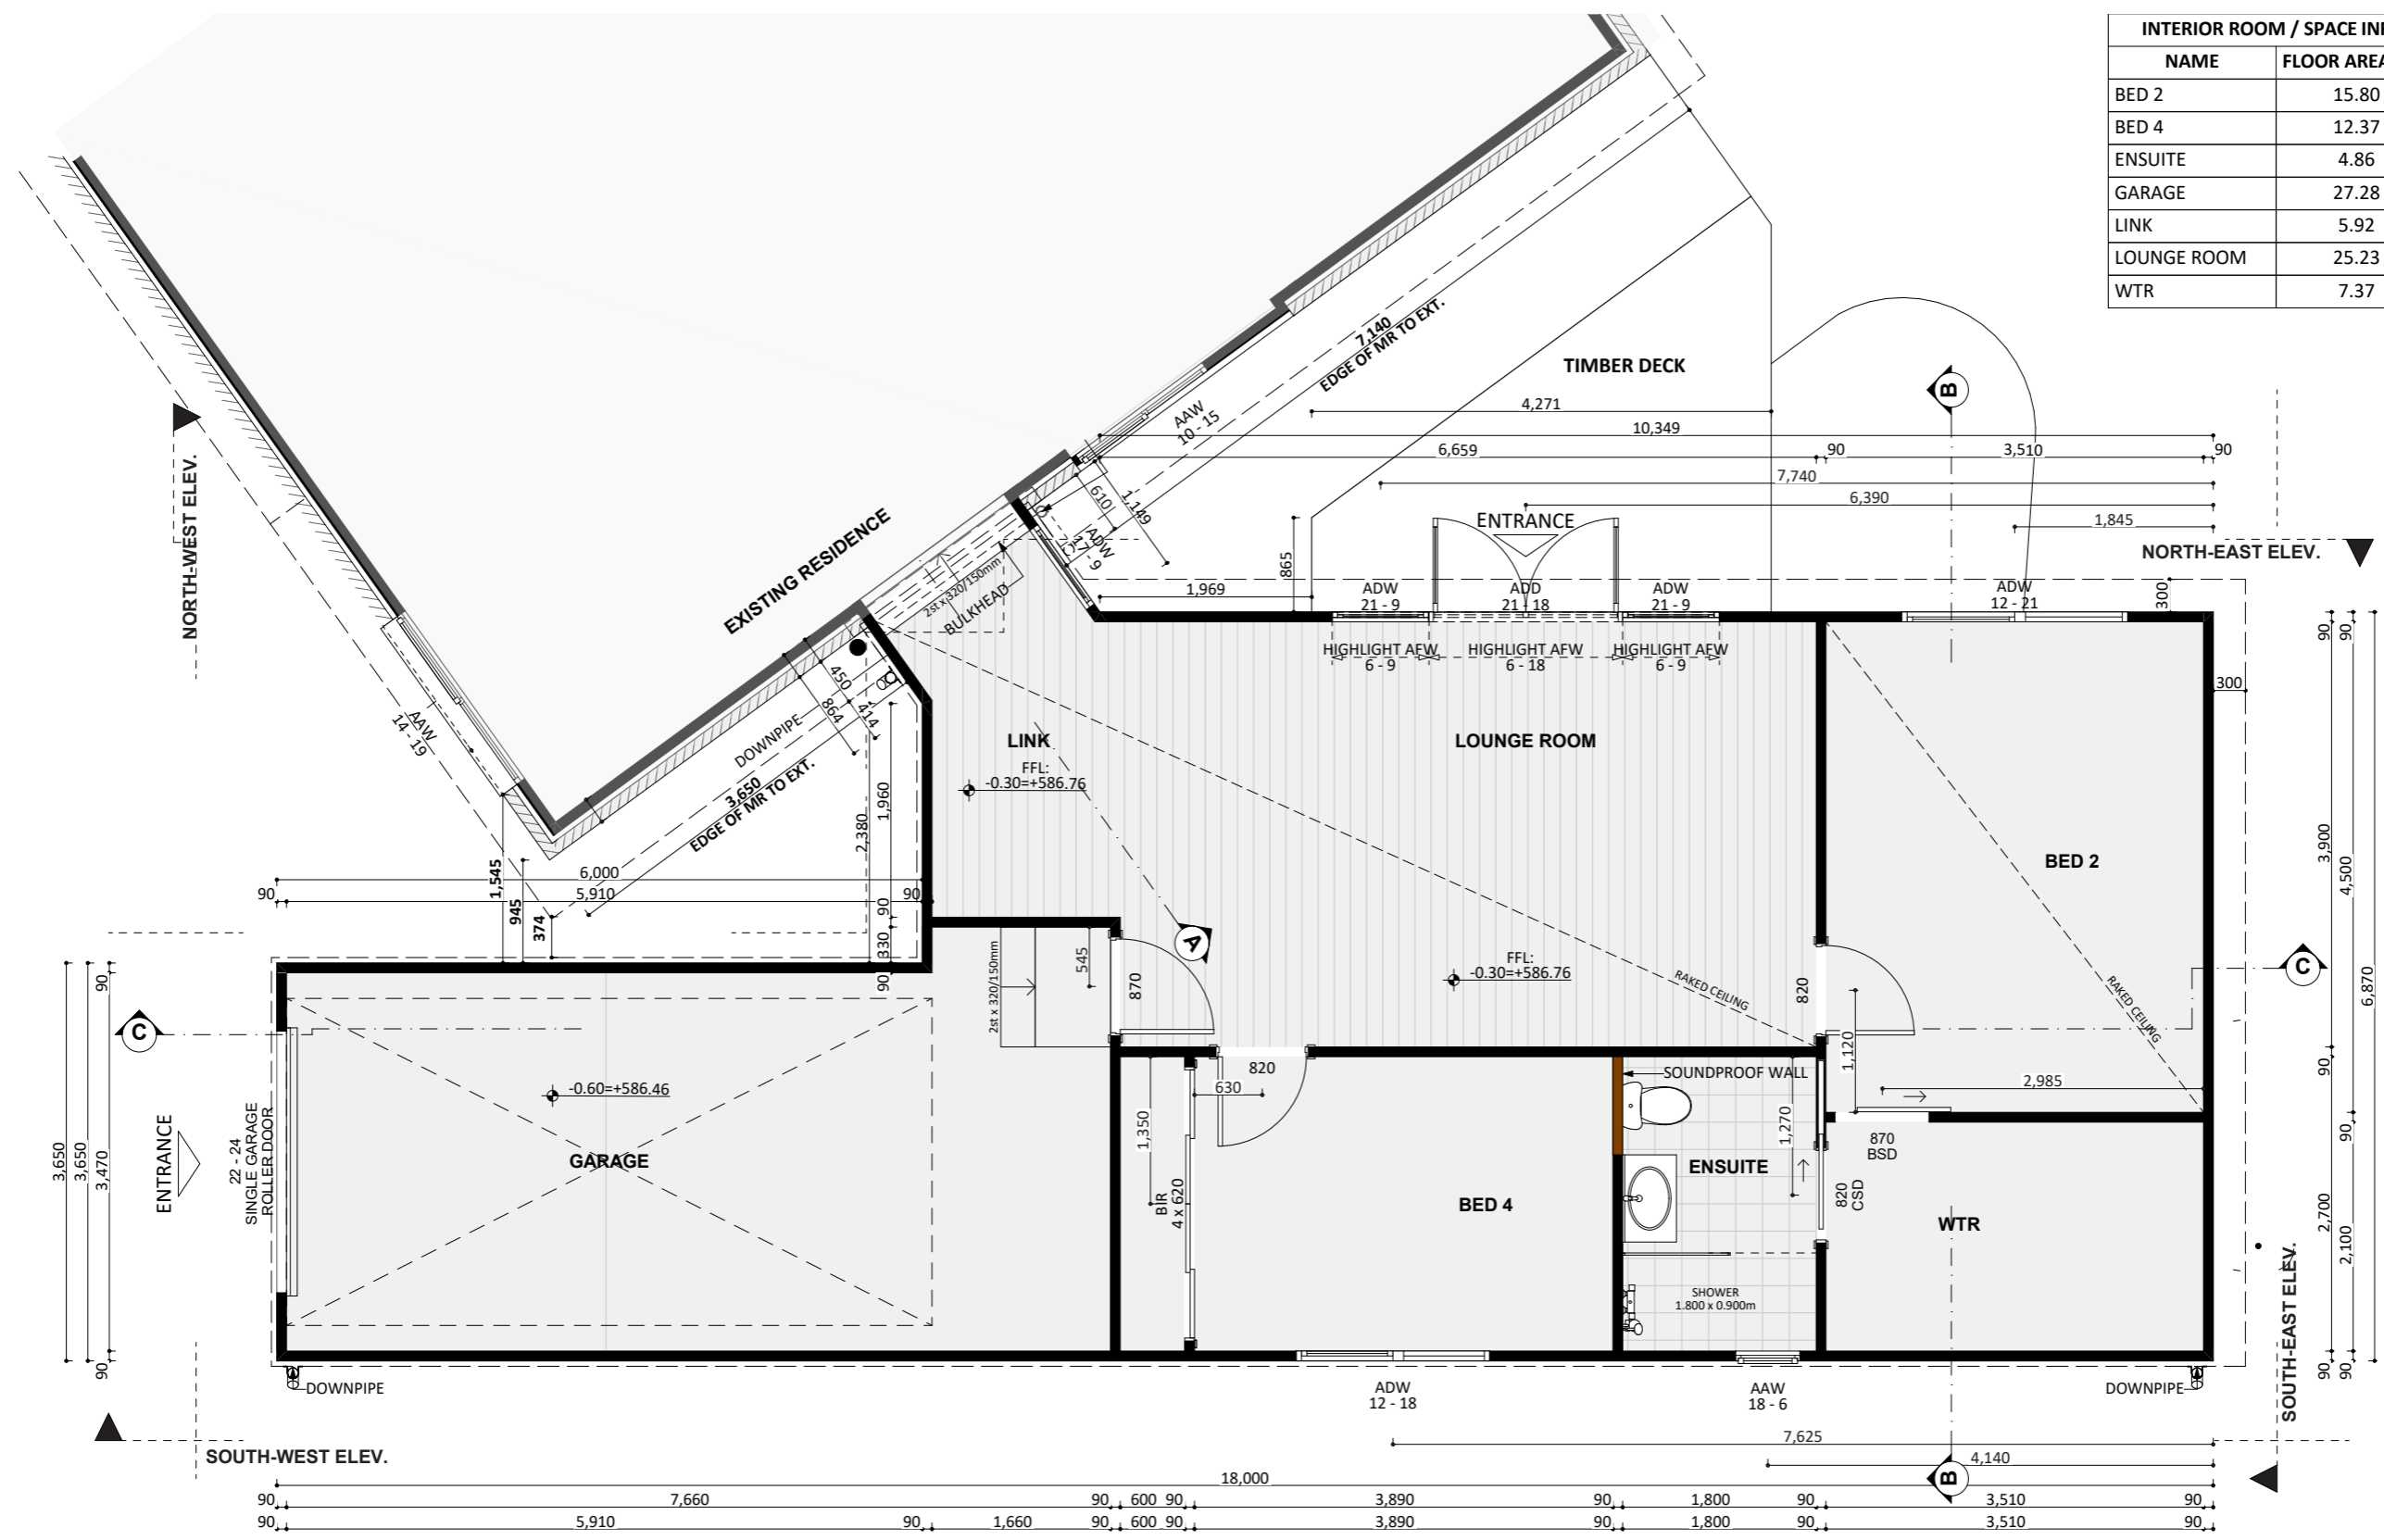 INTERIOR ROOM / SPACE INF
NAME FLOOR AREA
BED 2 15.80
BED 4 12.37
ENSUITE 4.86
GARAGE 27.28
LINK 5.92
LOUNGE ROOM 25.23
WTR 7.37
7,140
EDGE OF MR TO EXT.
TIMBER DECK
AAW
10 - 15
4,271
10,349
6,659 90 3,510 90
7,740
6,390
1,845
B
NORTH-WEST ELEV.
EXISTING RESIDENCE
610
1,149
ADW
17 - 9
ENTRANCE
865
NORTH-EAST ELEV.
2st x 320/150mm
BULKHEAD
1,969
ADW
21 - 9
ADD
21 - 18
ADW
21 - 9
ADW
12 - 21
300
HIGHLIGHT AFW
6 - 9
HIGHLIGHT AFW
6 - 18
HIGHLIGHT AFW
6 - 9
90 90
300
450
864
414
AAW
14 - 19
DOWNPIPE
3,650
EDGE OF MR TO EXT.
LINK
FFL:
-0.30=+586.76
LOUNGE ROOM
1,960
2,380
BED 2
3,900
4,500
6,870
1,545
945
374
6,000
90 5,910 90
90
330
90
A
2st x 320/150mm
545
870
FFL:
-0.30=+586.76
RAKED CEILING
820
RAKED CEILING
C
C
90
3,650
3,650
3,470
90
ENTRANCE
22 - 24
SINGLE GARAGE
ROLLER DOOR
-0.60=+586.46
GARAGE
820
630
1,350
BIR
4 x 620
BED 4
SOUNDPROOF WALL
1,270
ENSUITE
1,120
2,985
870
BSD
820
CSD
WTR
SHOWER
1.800 x 0.900m
90
90
2,700
2,100
90 90
SOUTH-EAST ELEV.
DOWNPIPE
ADW
12 - 18
AAW
18 - 6
DOWNPIPE
SOUTH-WEST ELEV.
7,625
4,140
B
18,000
90 7,660 90 600 90 3,890 90 1,800 90 3,510 90
90 5,910 90 1,660 90 600 90 3,890 90 1,800 90 3,510 90